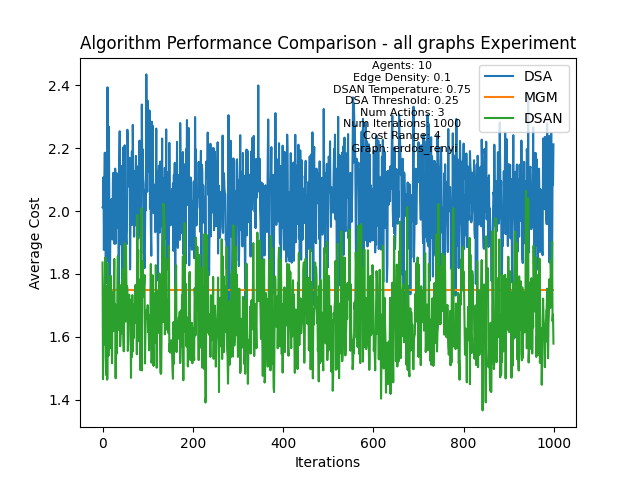 Algorithm Performance Comparison - all graphs Experiment
Agents: 10
Edge Density: 0.1
DSAN Temperature: 0.75
DSA Threshold: 0.25
Num Actions: 3
Num Iterations: 1000
Cost Range: 4
Graph: erdos_renyi
DSA
MGM
DSAN
2.4
2.2
2.0
1.8
1.6
1.4
Average Cost
0
200
400
600
800
1000
Iterations